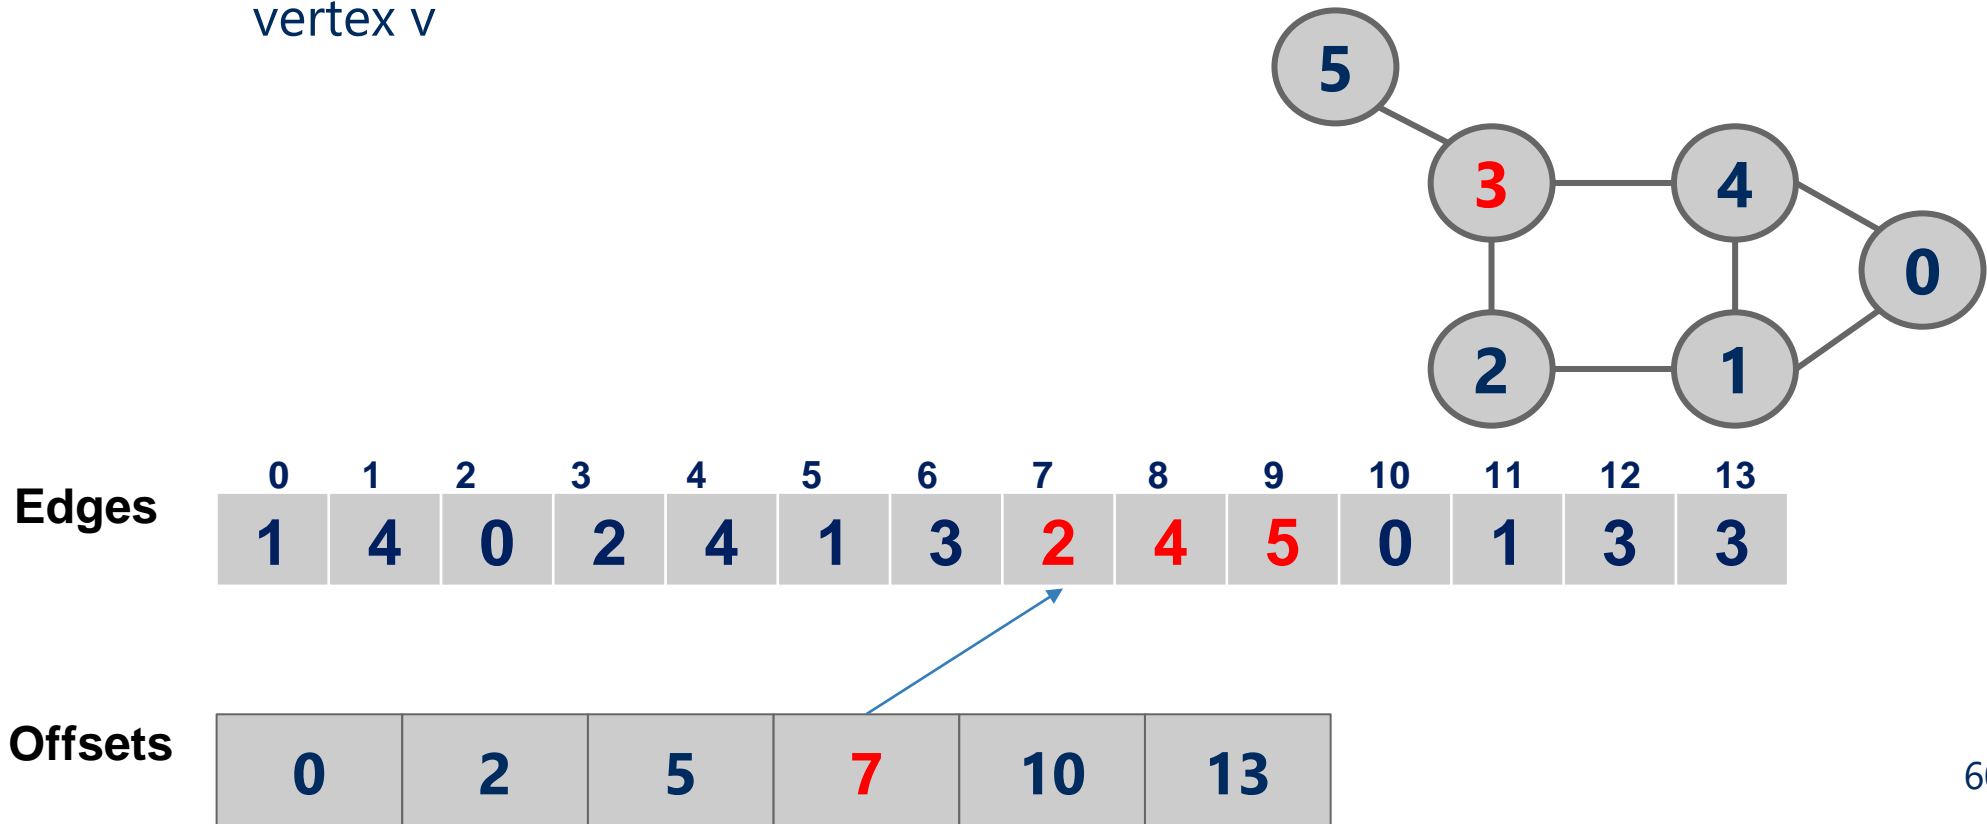 vertex v
5
3 4
0
2 1
0 1 2 3 4 5 6 7 8 9 10 11 12 13
Edges 1 4 0 2 4 1 3 2 4 5 0 1 3 3
Offsets 0 2 5 7 10 13